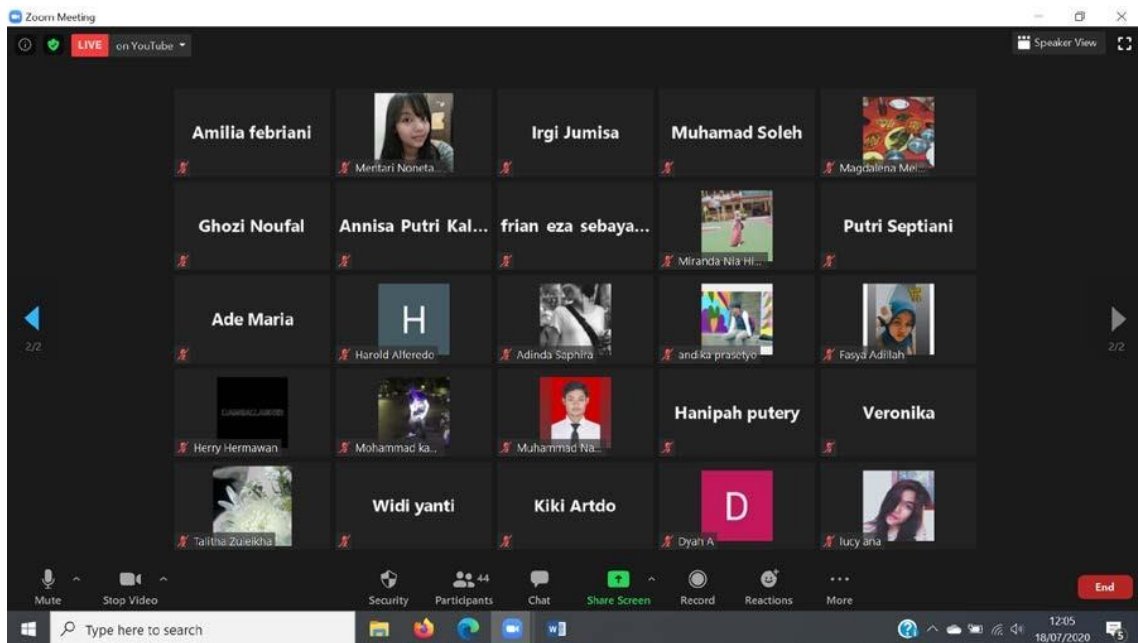 Zoom Meeting
LIVE on YouTube
Speaker View
Amilia febriani
Mentari Noneta...
Irgi Jumisa
Muhamad Soleh
Magdalena Mel...
Ghozi Noufal
Annisa Putri Kal...
frian eza sebaya...
Miranda Nia Hi...
Putri Septiani
Ade Maria
H
Harold Alferedo
Adinda Saphira
andika prasetyo
Fasya Adillah
2/2
2/2
Herry Hermawan
Mohammad ka...
Muhammad Na...
Hanipah putery
Veronika
Talitha Zuleikha
Widi yanti
Kiki Artdo
D
Dyah A
lucy ana
Mute
Stop Video
Security
Participants 44
Chat
Share Screen
Record
Reactions
More
End
Type here to search
12:05
18/07/2020
5